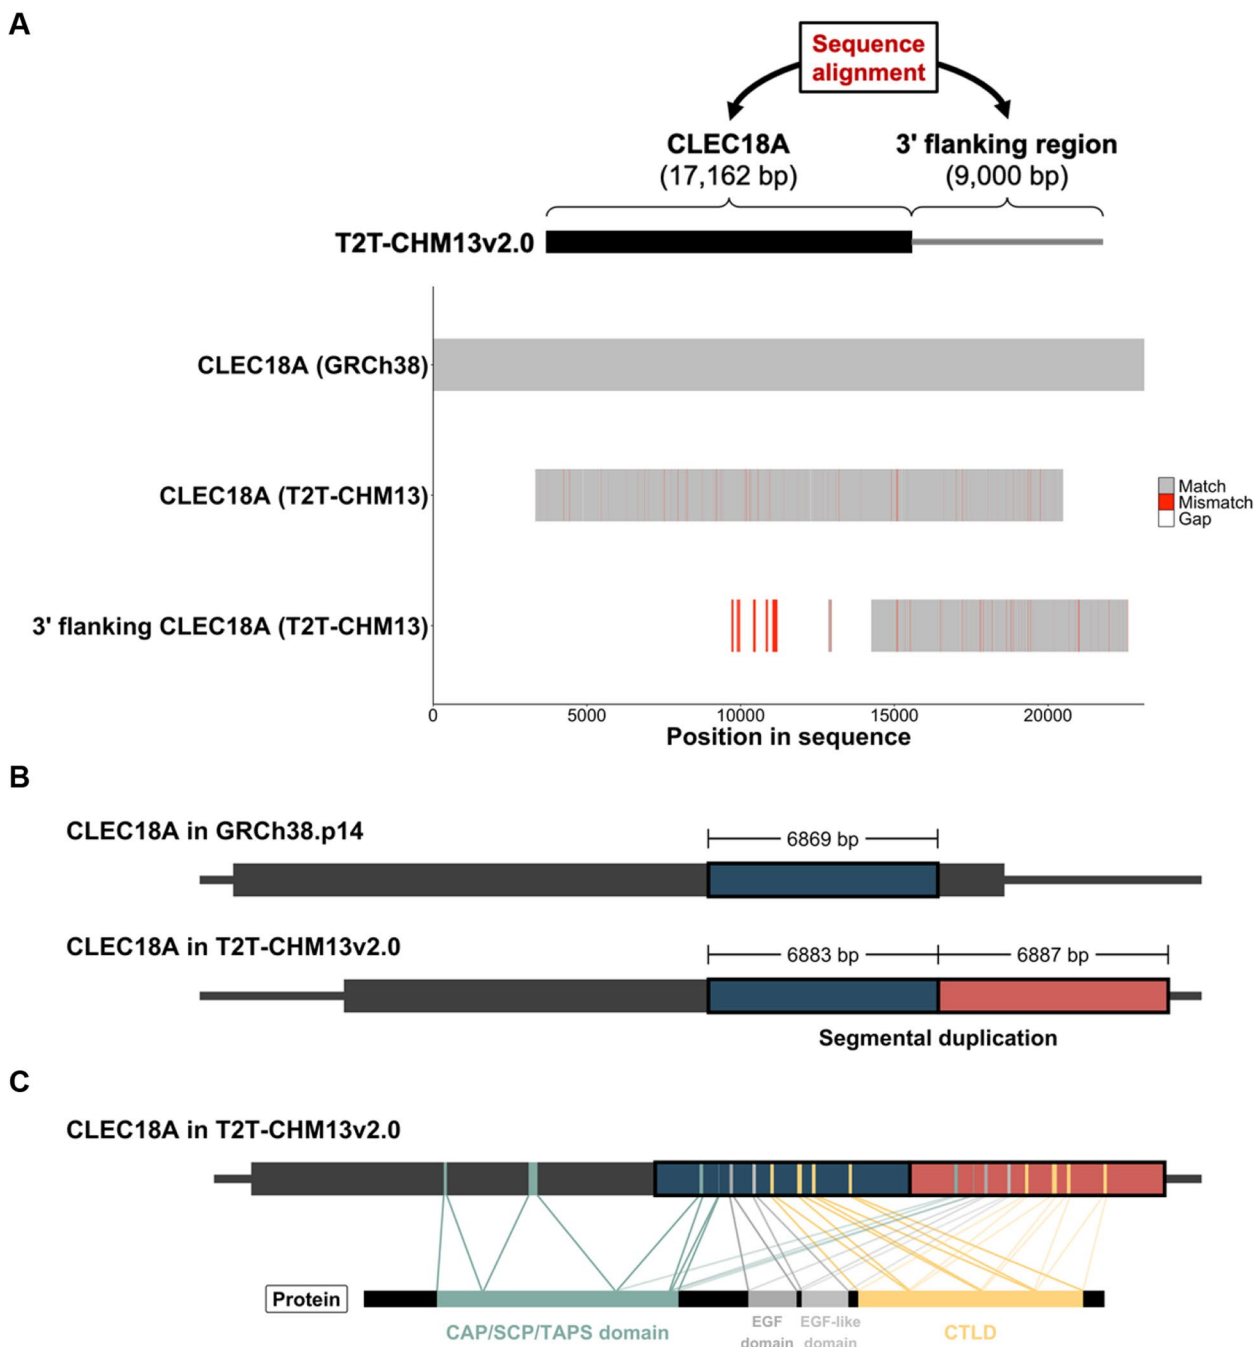 A
Sequence
alignment
CLEC18A
(17,162 bp)
3' flanking region
(9,000 bp)
T2T-CHM13v2.0
CLEC18A (GRCh38)
CLEC18A (T2T-CHM13)
Match
Mismatch
Gap
3' flanking CLEC18A (T2T-CHM13)
0 5000 10000 15000 20000
Position in sequence
B
CLEC18A in GRCh38.p14
6869 bp
CLEC18A in T2T-CHM13v2.0
6883 bp 6887 bp
Segmental duplication
C
CLEC18A in T2T-CHM13v2.0
Protein
CAP/SCP/TAPS domain
EGF
domain
EGF-like
domain
CTLD